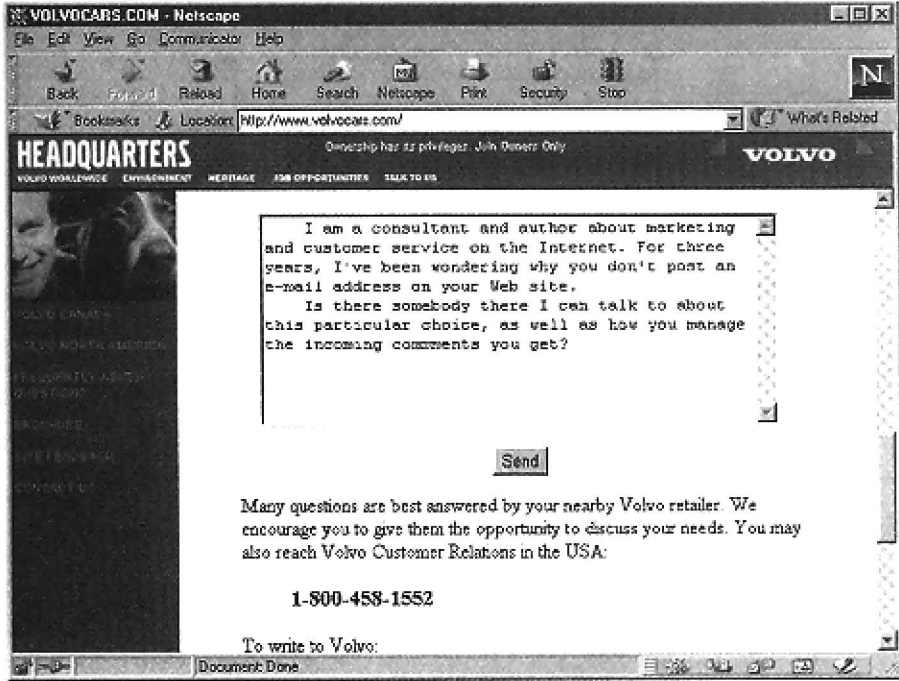 VOLVOCARS.COM - Netscape
File Edit View Go Communicator Help
Back Forward Reload Home Search Netscape Print Security Stop
N
Bookmarks Location: http://www.volvocars.com/ What's Related
HEADQUARTERS
Ownership has its privileges. Join Owners Only
VOLVO
VOLVO WORLDWIDE ENVIRONMENT HERITAGE JOB OPPORTUNITIES TALK TO US
I am a consultant and author about marketing
and customer service on the Internet. For three
years, I've been wondering why you don't post an
e-mail address on your Web site.
Is there somebody there I can talk to about
this particular choice, as well as how you manage
the incoming comments you get?
VOLVO CANADA
VOLVO NORTH AMERICA
FREQUENTLY ASKED
QUESTIONS
BROCHURE
SITE FEEDBACK
CONTACT US
Send
Many questions are best answered by your nearby Volvo retailer. We
encourage you to give them the opportunity to discuss your needs. You may
also reach Volvo Customer Relations in the USA:
1-800-458-1552
To write to Volvo:
Document: Done